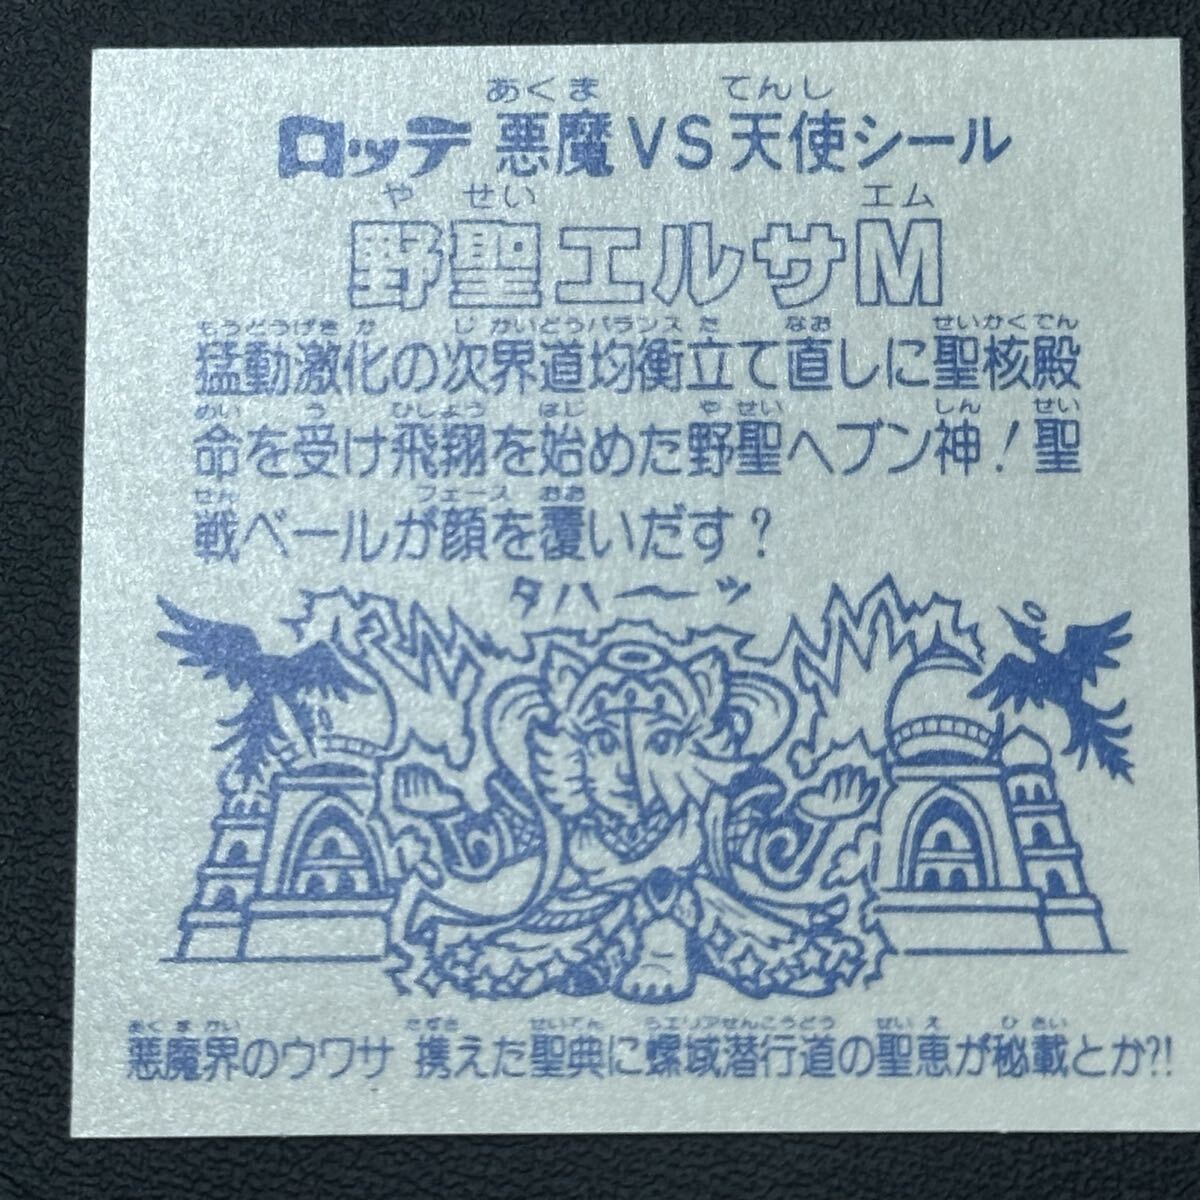 あくま てんし
ロッテ 悪魔VS天使シール
や せい エム
野聖エルサM
もうどうげき か じ かいどうバランス た なお せいかくでん
猛動激化の次界道均衡立て直しに聖核殿
めい う ひしょう はじ や せい しん せい
命を受け飛翔を始めた野聖ヘブン神!聖
せん フェース おお
戦ベールが顔を覆いだす?
タハーッ
あくまかい たずさ せいてん らエリアせんこうどう せいえ ひさい
悪魔界のウワサ 携えた聖典に螺域潜行道の聖恵が秘載とか?!